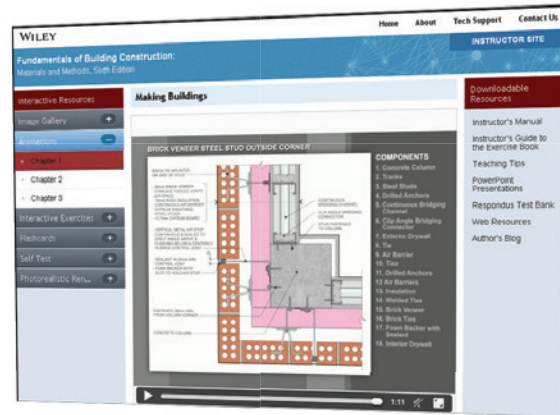 WILEY
Home About Tech Support Contact Us
Fundamentals of Building Construction:
Materials and Methods, Sixth Edition
INSTRUCTOR SITE
Interactive Resources
Image Gallery
Animations
Chapter 1
Chapter 2
Chapter 3
Interactive Exercises
Flashcards
Self Test
Photorealistic Ren...
Making Buildings
BRICK VENEER STEEL STUD OUTSIDE CORNER
CONCRETE COLUMN
COMPONENTS
1. Concrete Column
2. Tracks
3. Steel Studs
4. Drilled Anchors
5. Continuous Bridging
Channel
6. Clip Angle Bridging
Connector
7. Exterior Drywall
8. Tie
9. Air Barrier
10. Ties
11. Drilled Anchors
12. Air Barriers
13. Insulation
14. Welded Ties
15. Brick Veneer
16. Brick Ties
17. Foam Backer with
Sealant
18. Interior Drywall
1:11
Downloadable
Resources
Instructor's Manual
Instructor's Guide to
the Exercise Book
Teaching Tips
PowerPoint
Presentations
Respondus Test Bank
Web Resources
Author's Blog